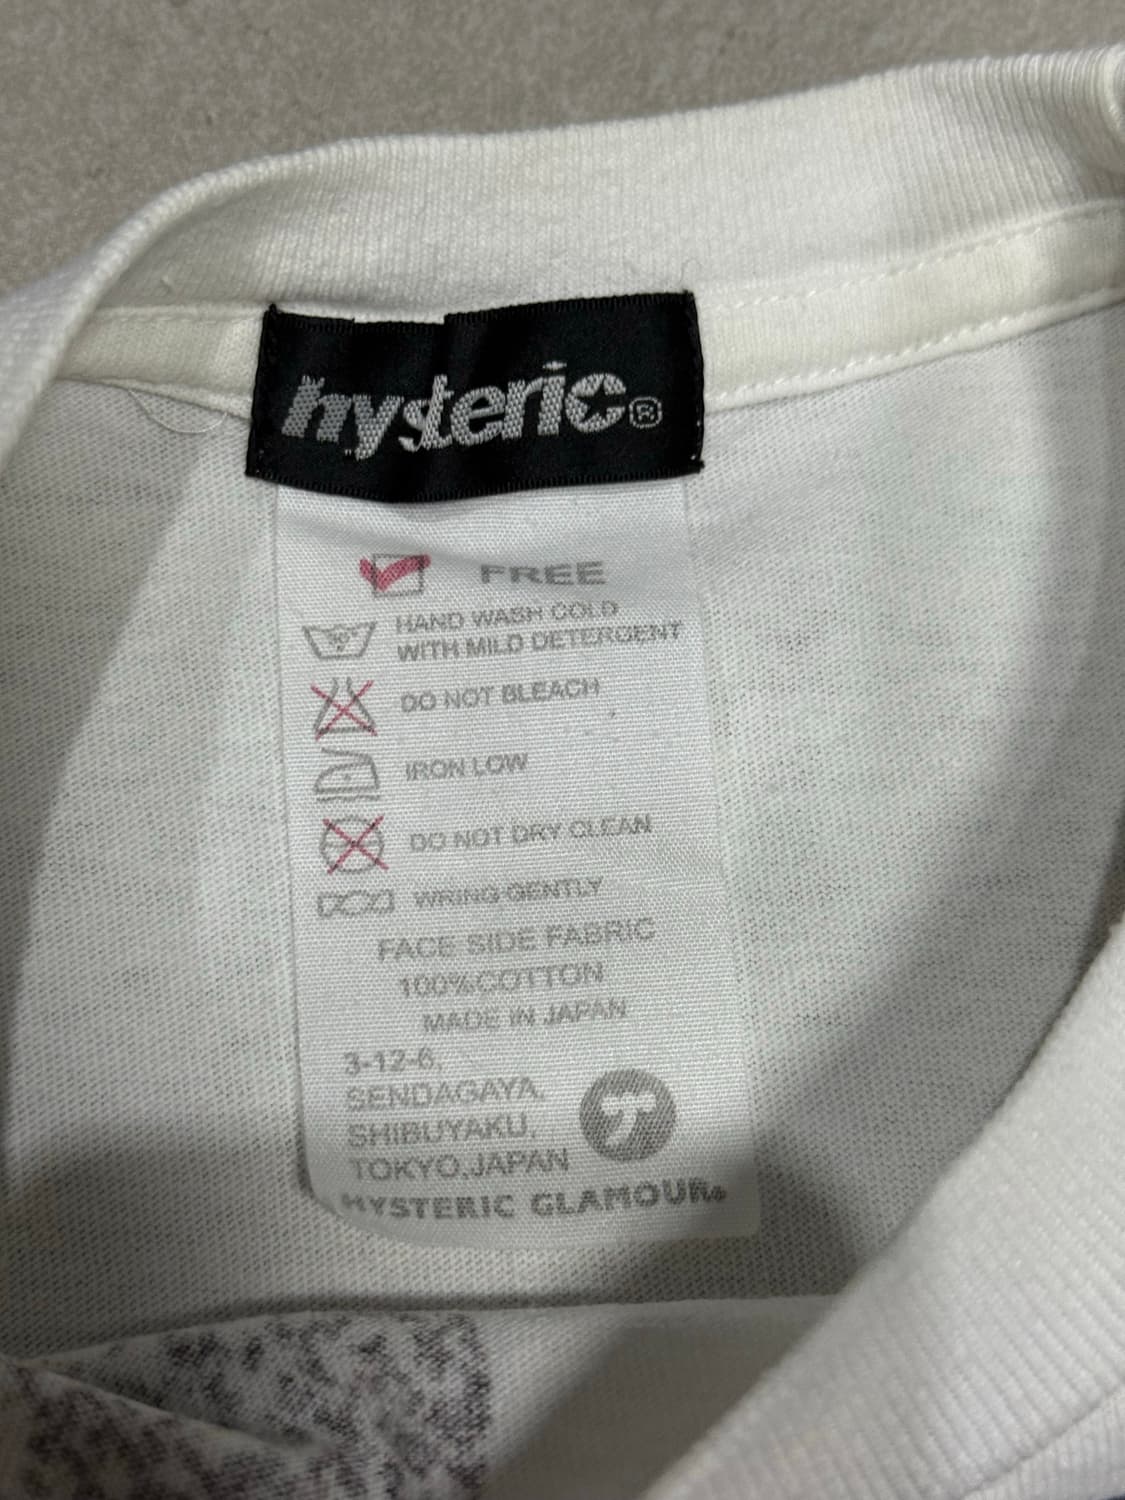 hysteric®
FREE
HAND WASH COLD
WITH MILD DETERGENT
DO NOT BLEACH
IRON LOW
DO NOT DRY CLEAN
WRING GENTLY
FACE SIDE FABRIC
100%COTTON
MADE IN JAPAN
3-12-6,
SENDAGAYA,
SHIBUYAKU,
TOKYO,JAPAN
HYSTERIC GLAMOUR®